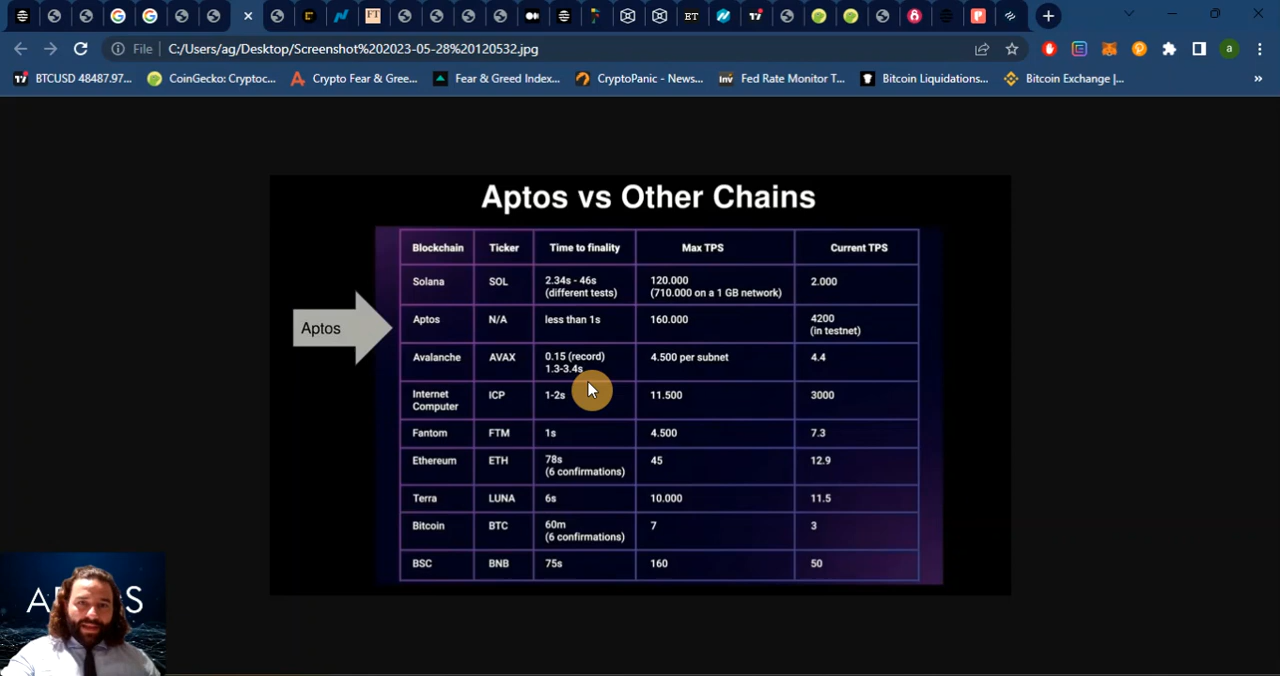 File
C:/Users/ag/Desktop/Screenshot%202023-05-28%20120532.jpg
BTCUSD 48487.97...
CoinGecko: Cryptoc...
Crypto Fear & Gree...
Fear & Greed Index...
CryptoPanic - News...
Fed Rate Monitor T...
Bitcoin Liquidations...
Bitcoin Exchange |...
Aptos vs Other Chains
Blockchain Ticker Time to finality Max TPS Current TPS
Solana SOL 2.34s - 46s 120.000 2.000
(different tests) (710.000 on a 1 GB network)
Aptos
Aptos N/A less than 1s 160.000 4200
(in testnet)
Avalanche AVAX 0.15 (record) 4.500 per subnet 4.4
1.3-3.4s
Internet ICP 1-2s 11.500 3000
Computer
Fantom FTM 1s 4.500 7.3
Ethereum ETH 78s 45 12.9
(6 confirmations)
Terra LUNA 6s 10.000 11.5
Bitcoin BTC 60m 7 3
(6 confirmations)
BSC BNB 75s 160 50